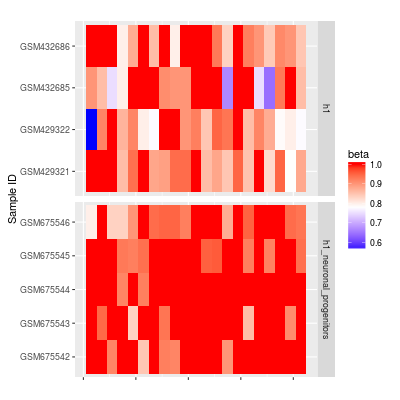 Sample ID
GSM432686
GSM432685
GSM429322
GSM429321
h1
GSM675546
GSM675545
GSM675544
GSM675543
GSM675542
h1_neuronal_progenitors
beta
1.0
0.9
0.8
0.7
0.6